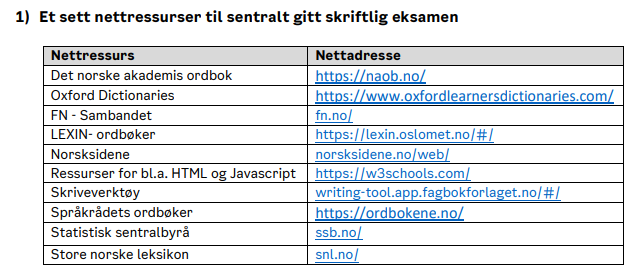 1) Et sett nettressurser til sentralt gitt skriftlig eksamen
Nettressurs Nettadresse
Det norske akademis ordbok https://naob.no/
Oxford Dictionaries https://www.oxfordlearnersdictionaries.com/
FN - Sambandet fn.no/
LEXIN- ordbøker https://lexin.oslomet.no/#/
Norsksidene norsksidene.no/web/
Ressurser for bl.a. HTML og Javascript https://w3schools.com/
Skriveverktøy writing-tool.app.fagbokforlaget.no/#/
Språkrådets ordbøker https://ordbokene.no/
Statistisk sentralbyrå ssb.no/
Store norske leksikon snl.no/